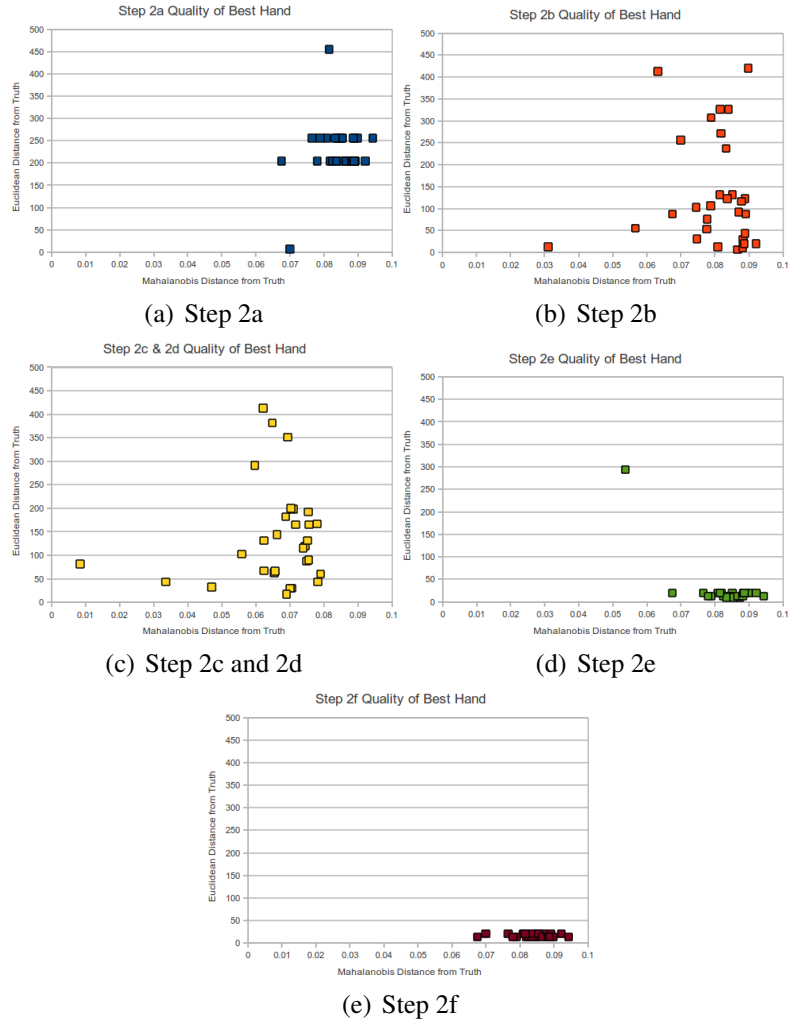 Step 2a Quality of Best Hand
500
450
400
350
300
250
200
150
100
50
0
Euclidean Distance from Truth
0 0.01 0.02 0.03 0.04 0.05 0.06 0.07 0.08 0.09 0.1
Mahalanobis Distance from Truth
(a) Step 2a
Step 2b Quality of Best Hand
500
450
400
350
300
250
200
150
100
50
0
Euclidean Distance from Truth
0 0.01 0.02 0.03 0.04 0.05 0.06 0.07 0.08 0.09 0.1
Mahalanobis Distance from Truth
(b) Step 2b
Step 2c & 2d Quality of Best Hand
500
450
400
350
300
250
200
150
100
50
0
Euclidean Distance from Truth
0 0.01 0.02 0.03 0.04 0.05 0.06 0.07 0.08 0.09 0.1
Mahalanobis Distance from Truth
(c) Step 2c and 2d
Step 2e Quality of Best Hand
500
450
400
350
300
250
200
150
100
50
0
Euclidean Distance from Truth
0 0.01 0.02 0.03 0.04 0.05 0.06 0.07 0.08 0.09 0.1
Mahalanobis Distance from Truth
(d) Step 2e
Step 2f Quality of Best Hand
500
450
400
350
300
250
200
150
100
50
0
Euclidean Distance from Truth
0 0.01 0.02 0.03 0.04 0.05 0.06 0.07 0.08 0.09 0.1
Mahalanobis Distance from Truth
(e) Step 2f